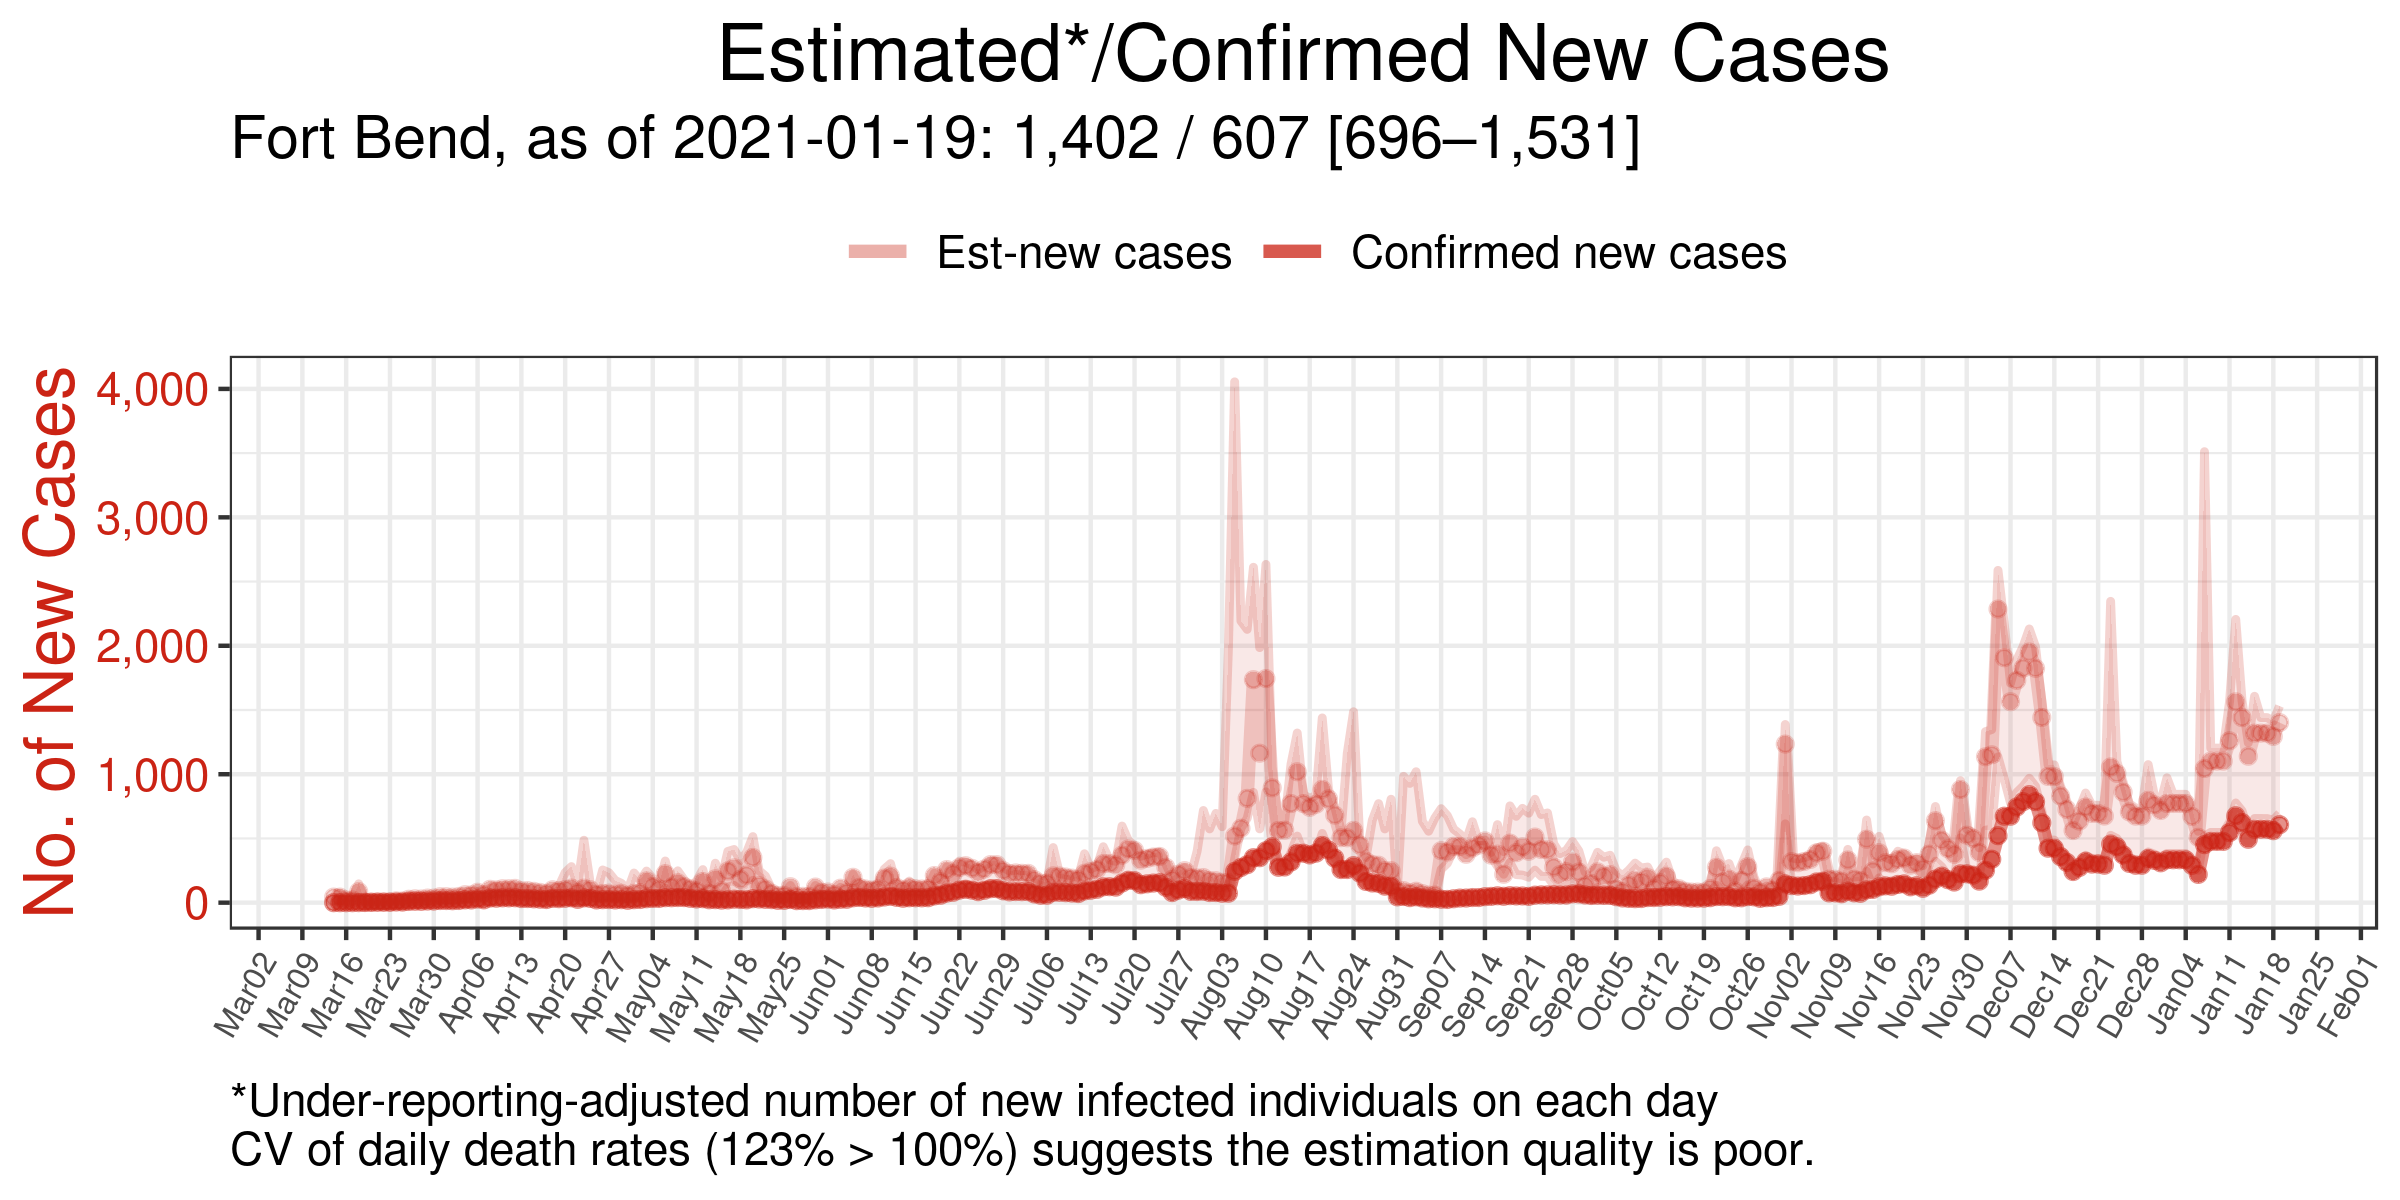 Estimated*/Confirmed New Cases
Fort Bend, as of 2021-01-19: 1,402 / 607 [696–1,531]
Est-new cases Confirmed new cases
No. of New Cases
4,000
3,000
2,000
1,000
0
Mar02 Mar09 Mar16 Mar23 Mar30 Apr06 Apr13 Apr20 Apr27 May04 May11 May18 May25 Jun01 Jun08 Jun15 Jun22 Jun29 Jul06 Jul13 Jul20 Jul27 Aug03 Aug10 Aug17 Aug24 Aug31 Sep07 Sep14 Sep21 Sep28 Oct05 Oct12 Oct19 Oct26 Nov02 Nov09 Nov16 Nov23 Nov30 Dec07 Dec14 Dec21 Dec28 Jan04 Jan11 Jan18 Jan25 Feb01
*Under-reporting-adjusted number of new infected individuals on each day
CV of daily death rates (123% > 100%) suggests the estimation quality is poor.